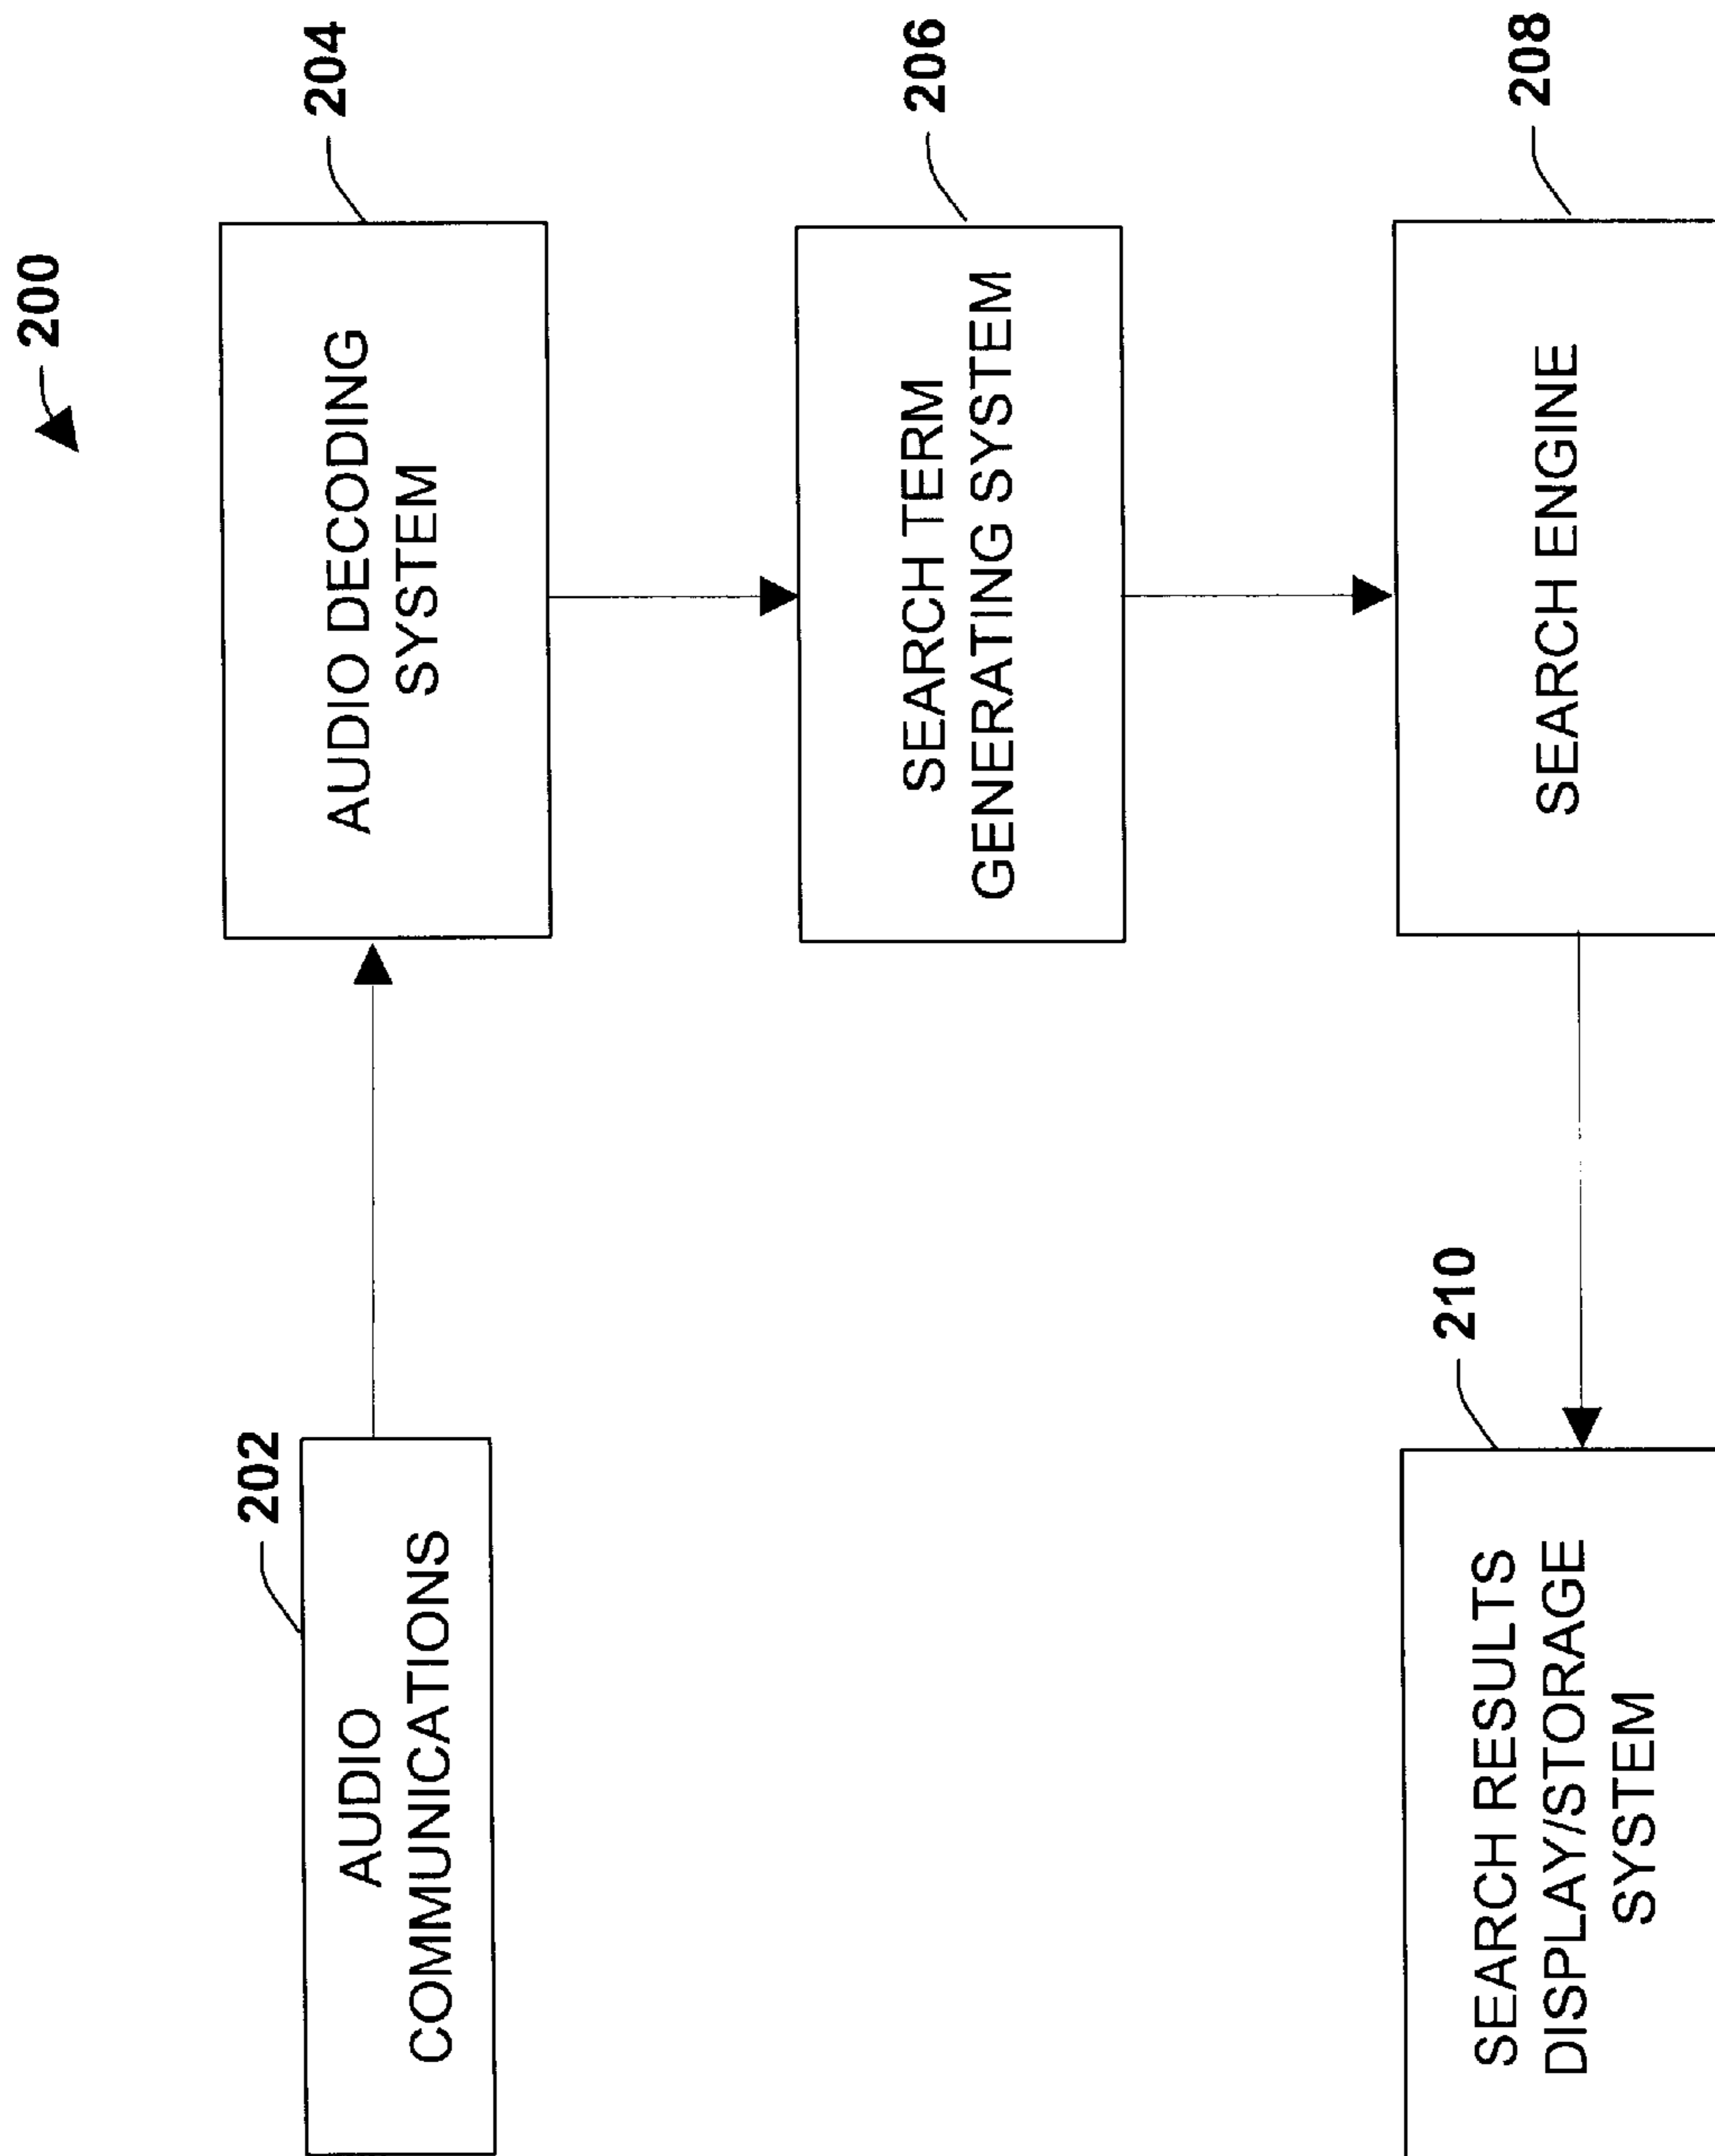 200
202
AUDIO
COMMUNICATIONS
204
AUDIO DECODING
SYSTEM
206
SEARCH TERM
GENERATING SYSTEM
208
SEARCH ENGINE
210
SEARCH RESULTS
DISPLAY/STORAGE
SYSTEM